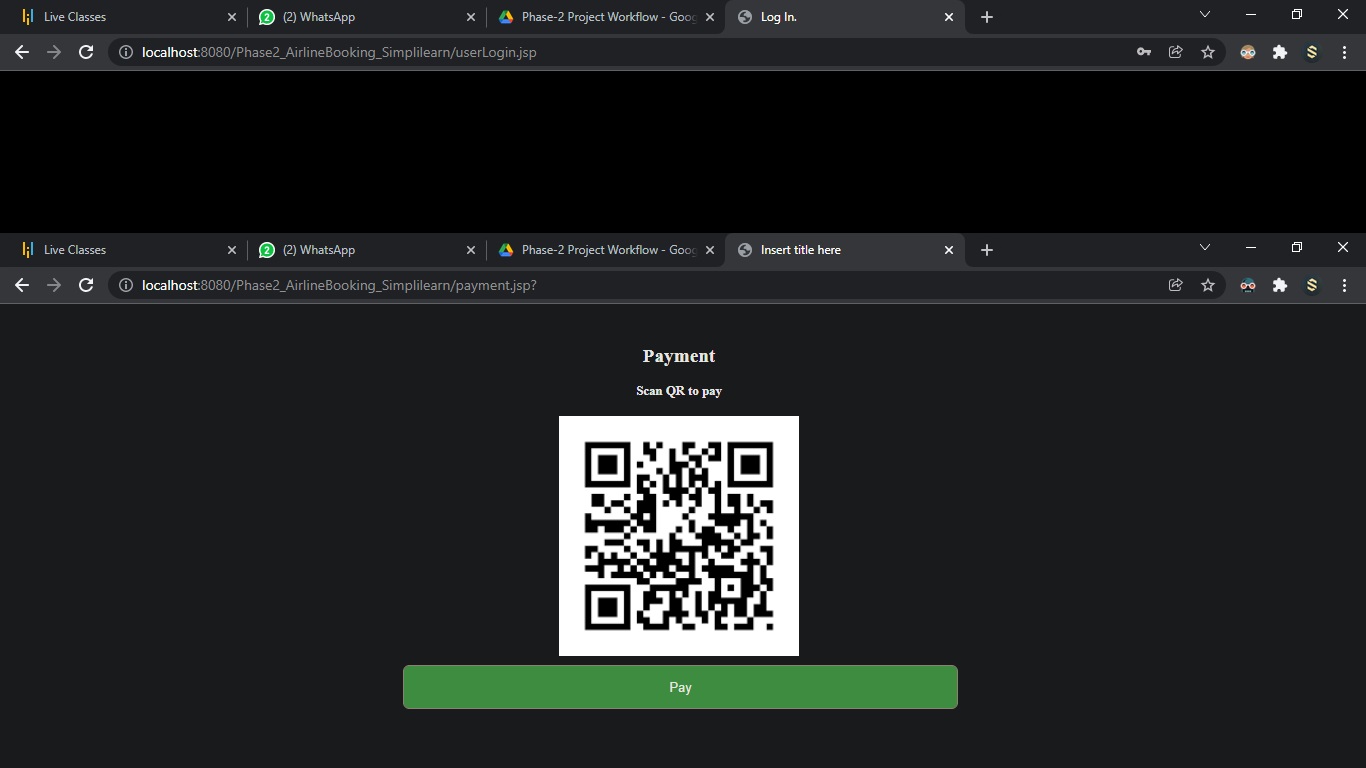 Live Classes
(2) WhatsApp
Phase-2 Project Workflow - Goog
Log In.
localhost:8080/Phase2_AirlineBooking_Simplilearn/userLogin.jsp
Live Classes
(2) WhatsApp
Phase-2 Project Workflow - Goog
Insert title here
localhost:8080/Phase2_AirlineBooking_Simplilearn/payment.jsp?
Payment
Scan QR to pay
Pay